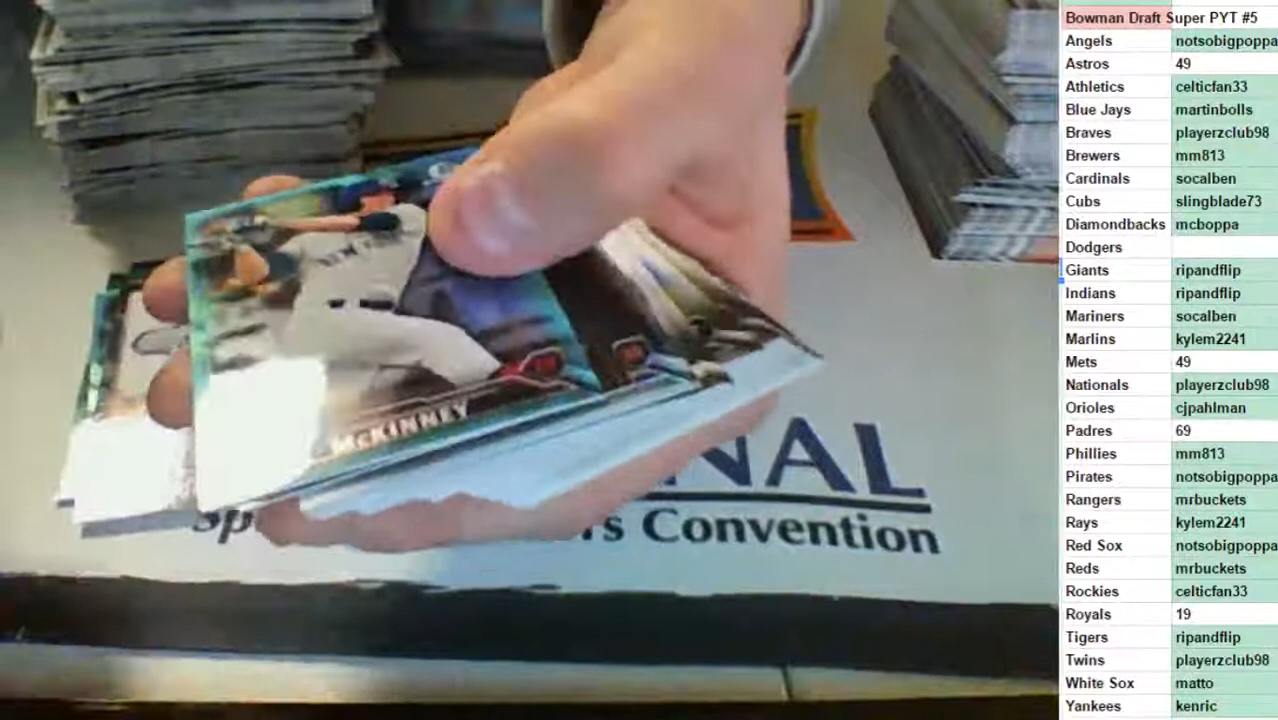 McKINNEY
NAL
Sp
rs Convention
Bowman Draft Super PYT #5
Angels notsobigpoppa
Astros 49
Athletics celticfan33
Blue Jays martinbolls
Braves playerzclub98
Brewers mm813
Cardinals socalben
Cubs slingblade73
Diamondbacks mcboppa
Dodgers
Giants ripandflip
Indians ripandflip
Mariners socalben
Marlins kylem2241
Mets 49
Nationals playerzclub98
Orioles cjpahlman
Padres 69
Phillies mm813
Pirates notsobigpoppa
Rangers mrbuckets
Rays kylem2241
Red Sox notsobigpoppa
Reds mrbuckets
Rockies celticfan33
Royals 19
Tigers ripandflip
Twins playerzclub98
White Sox matto
Yankees kenric